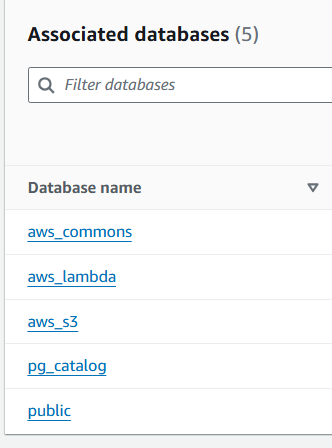 Associated databases (5)
Filter databases
Database name
aws_commons
aws_lambda
aws_s3
pg_catalog
public